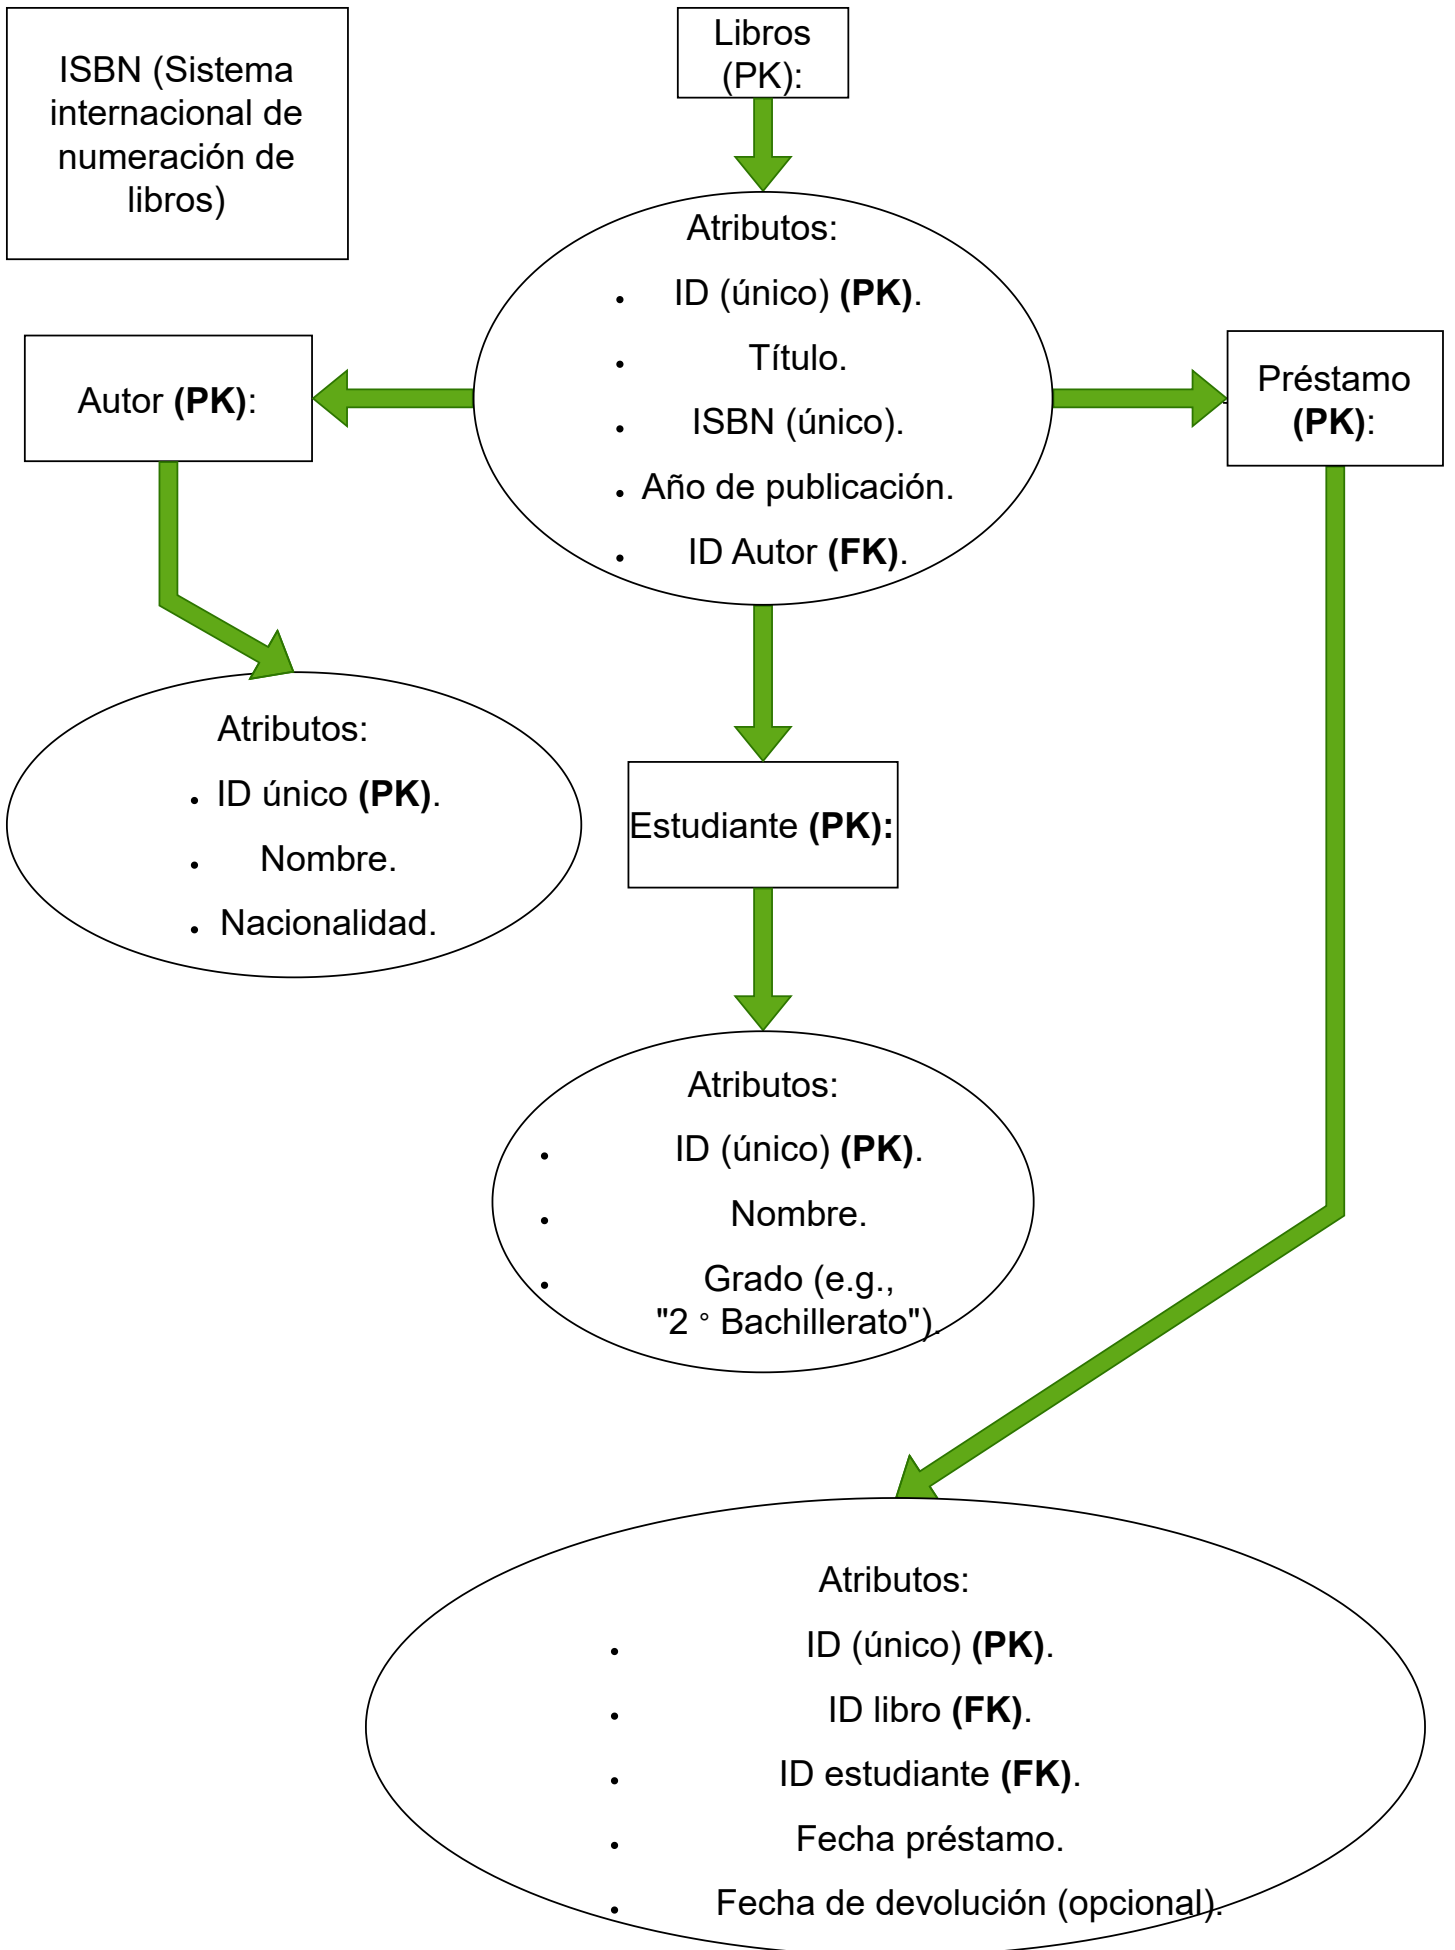 ISBN (Sistema
internacional de
numeración de
libros)
Libros
(PK):
Atributos:
• ID (único) (PK).
• Título.
• ISBN (único).
• Año de publicación.
• ID Autor (FK).
Autor (PK):
Préstamo
(PK):
Atributos:
• ID único (PK).
• Nombre.
• Nacionalidad.
Estudiante (PK):
Atributos:
• ID (único) (PK).
• Nombre.
• Grado (e.g.,
"2 ° Bachillerato").
Atributos:
• ID (único) (PK).
• ID libro (FK).
• ID estudiante (FK).
• Fecha préstamo.
• Fecha de devolución (opcional).